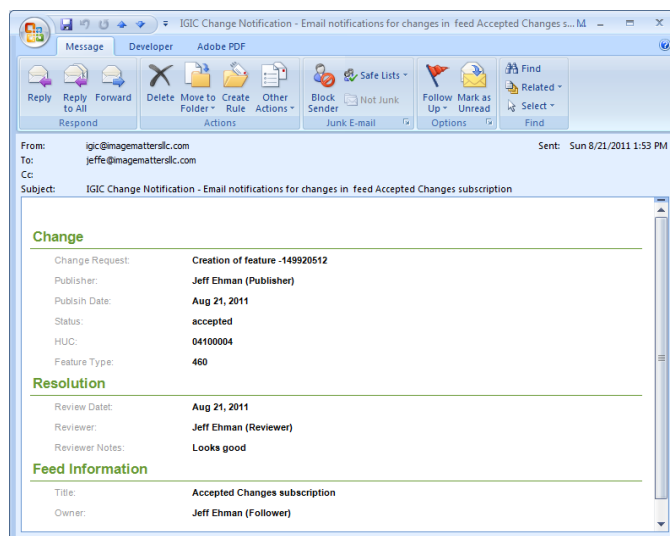 IGIC Change Notification - Email notifications for changes in feed Accepted Changes s... M
Message Developer Adobe PDF
Reply
Reply to All
Forward
Respond
Delete
Move to Folder
Create Rule
Other Actions
Actions
Block Sender
Safe Lists
Not Junk
Junk E-mail
Follow Up
Mark as Unread
Options
Find
Related
Select
Find
From: igic@imagemattersllc.com Sent: Sun 8/21/2011 1:53 PM
To: jeffe@imagemattersllc.com
Cc:
Subject: IGIC Change Notification - Email notifications for changes in feed Accepted Changes subscription
Change
Change Request: Creation of feature -149920512
Publisher: Jeff Ehman (Publisher)
Publsih Date: Aug 21, 2011
Status: accepted
HUC: 04100004
Feature Type: 460
Resolution
Review Datet: Aug 21, 2011
Reviewer: Jeff Ehman (Reviewer)
Reviewer Notes: Looks good
Feed Information
Title: Accepted Changes subscription
Owner: Jeff Ehman (Follower)